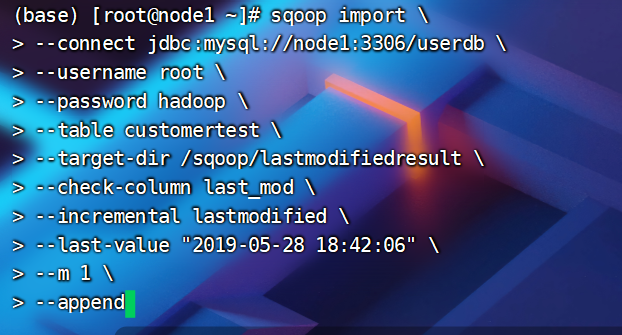 (base) [root@node1 ~]# sqoop import \
> --connect jdbc:mysql://node1:3306/userdb \
> --username root \
> --password hadoop \
> --table customertest \
> --target-dir /sqoop/lastmodifiedresult \
> --check-column last_mod \
> --incremental lastmodified \
> --last-value "2019-05-28 18:42:06" \
> --m 1 \
> --append